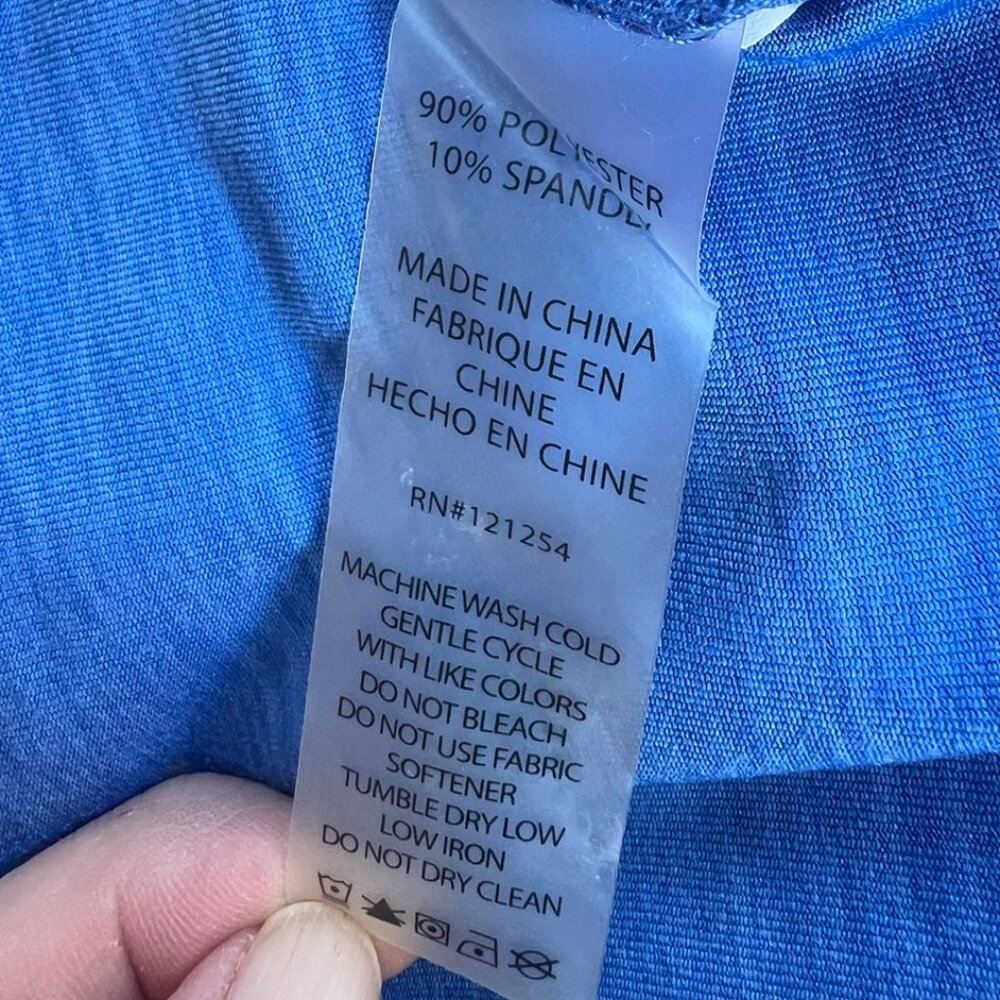 90% POLYESTER
10% SPANDEX
MADE IN CHINA
FABRIQUE EN
CHINE
HECHO EN CHINE
RN#121254
MACHINE WASH COLD
GENTLE CYCLE
WITH LIKE COLORS
DO NOT BLEACH
DO NOT USE FABRIC
SOFTENER
TUMBLE DRY LOW
LOW IRON
DO NOT DRY CLEAN